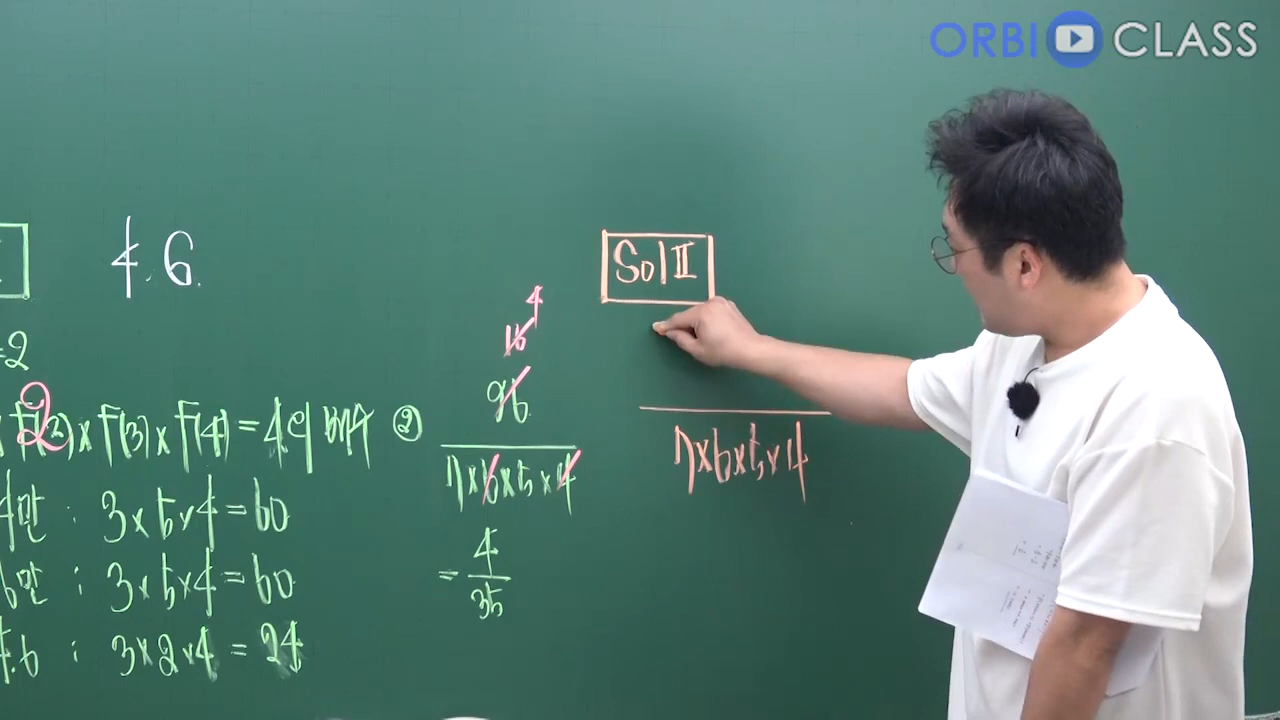 ORBI CLASS
4. 6.
Sol II
=2
4
16
96
2
f(2) × f(3) × f(4) = 4의 배수 ②
7×6×5×4
7×6×5×4
4만 : 3×5×4 = 60
6만 : 3×5×4 = 60
= 4/35
4.6 : 3×2×4 = 24